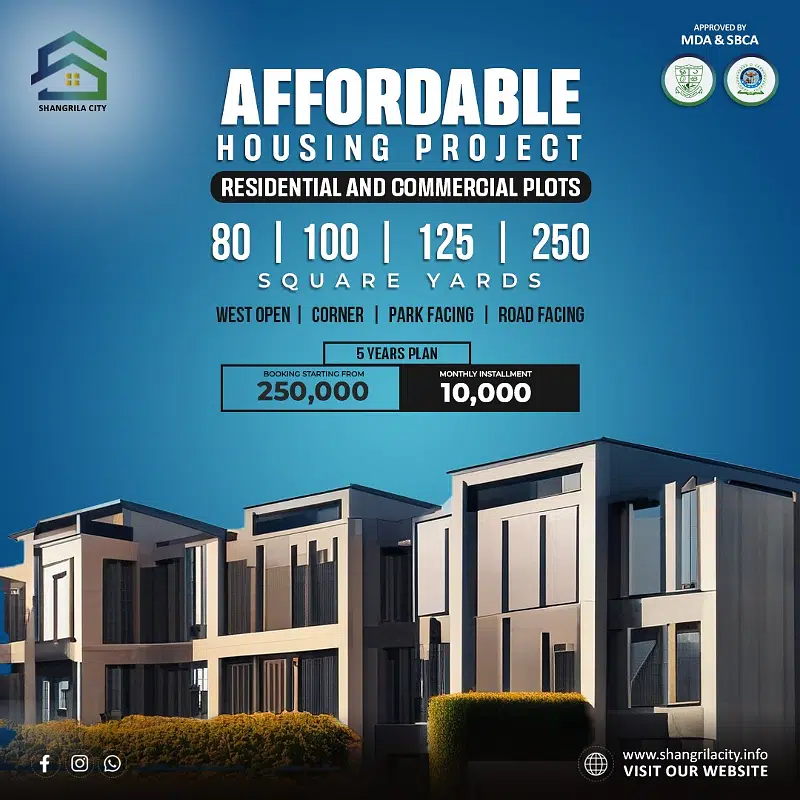 SHANGRILA CITY
APPROVED BY
MDA & SBCA
AFFORDABLE
HOUSING PROJECT
RESIDENTIAL AND COMMERCIAL PLOTS
80 | 100 | 125 | 250
SQUARE YARDS
WEST OPEN | CORNER | PARK FACING | ROAD FACING
5 YEARS PLAN
BOOKING STARTING FROM
250,000
MONTHLY INSTALLMENT
10,000
www.shangrilacity.info
VISIT OUR WEBSITE